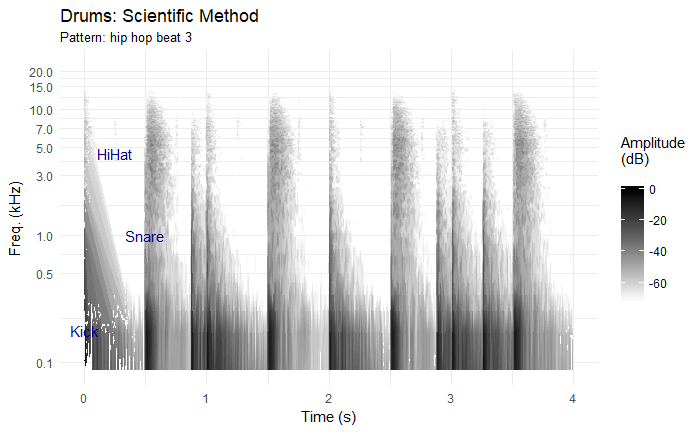 Drums: Scientific Method
Pattern: hip hop beat 3
20.0
15.0
10.0
7.0
5.0
3.0
1.0
0.5
0.1
Freq. (kHz)
HiHat
Snare
Kick
0
1
2
3
4
Time (s)
Amplitude
(dB)
0
-20
-40
-60